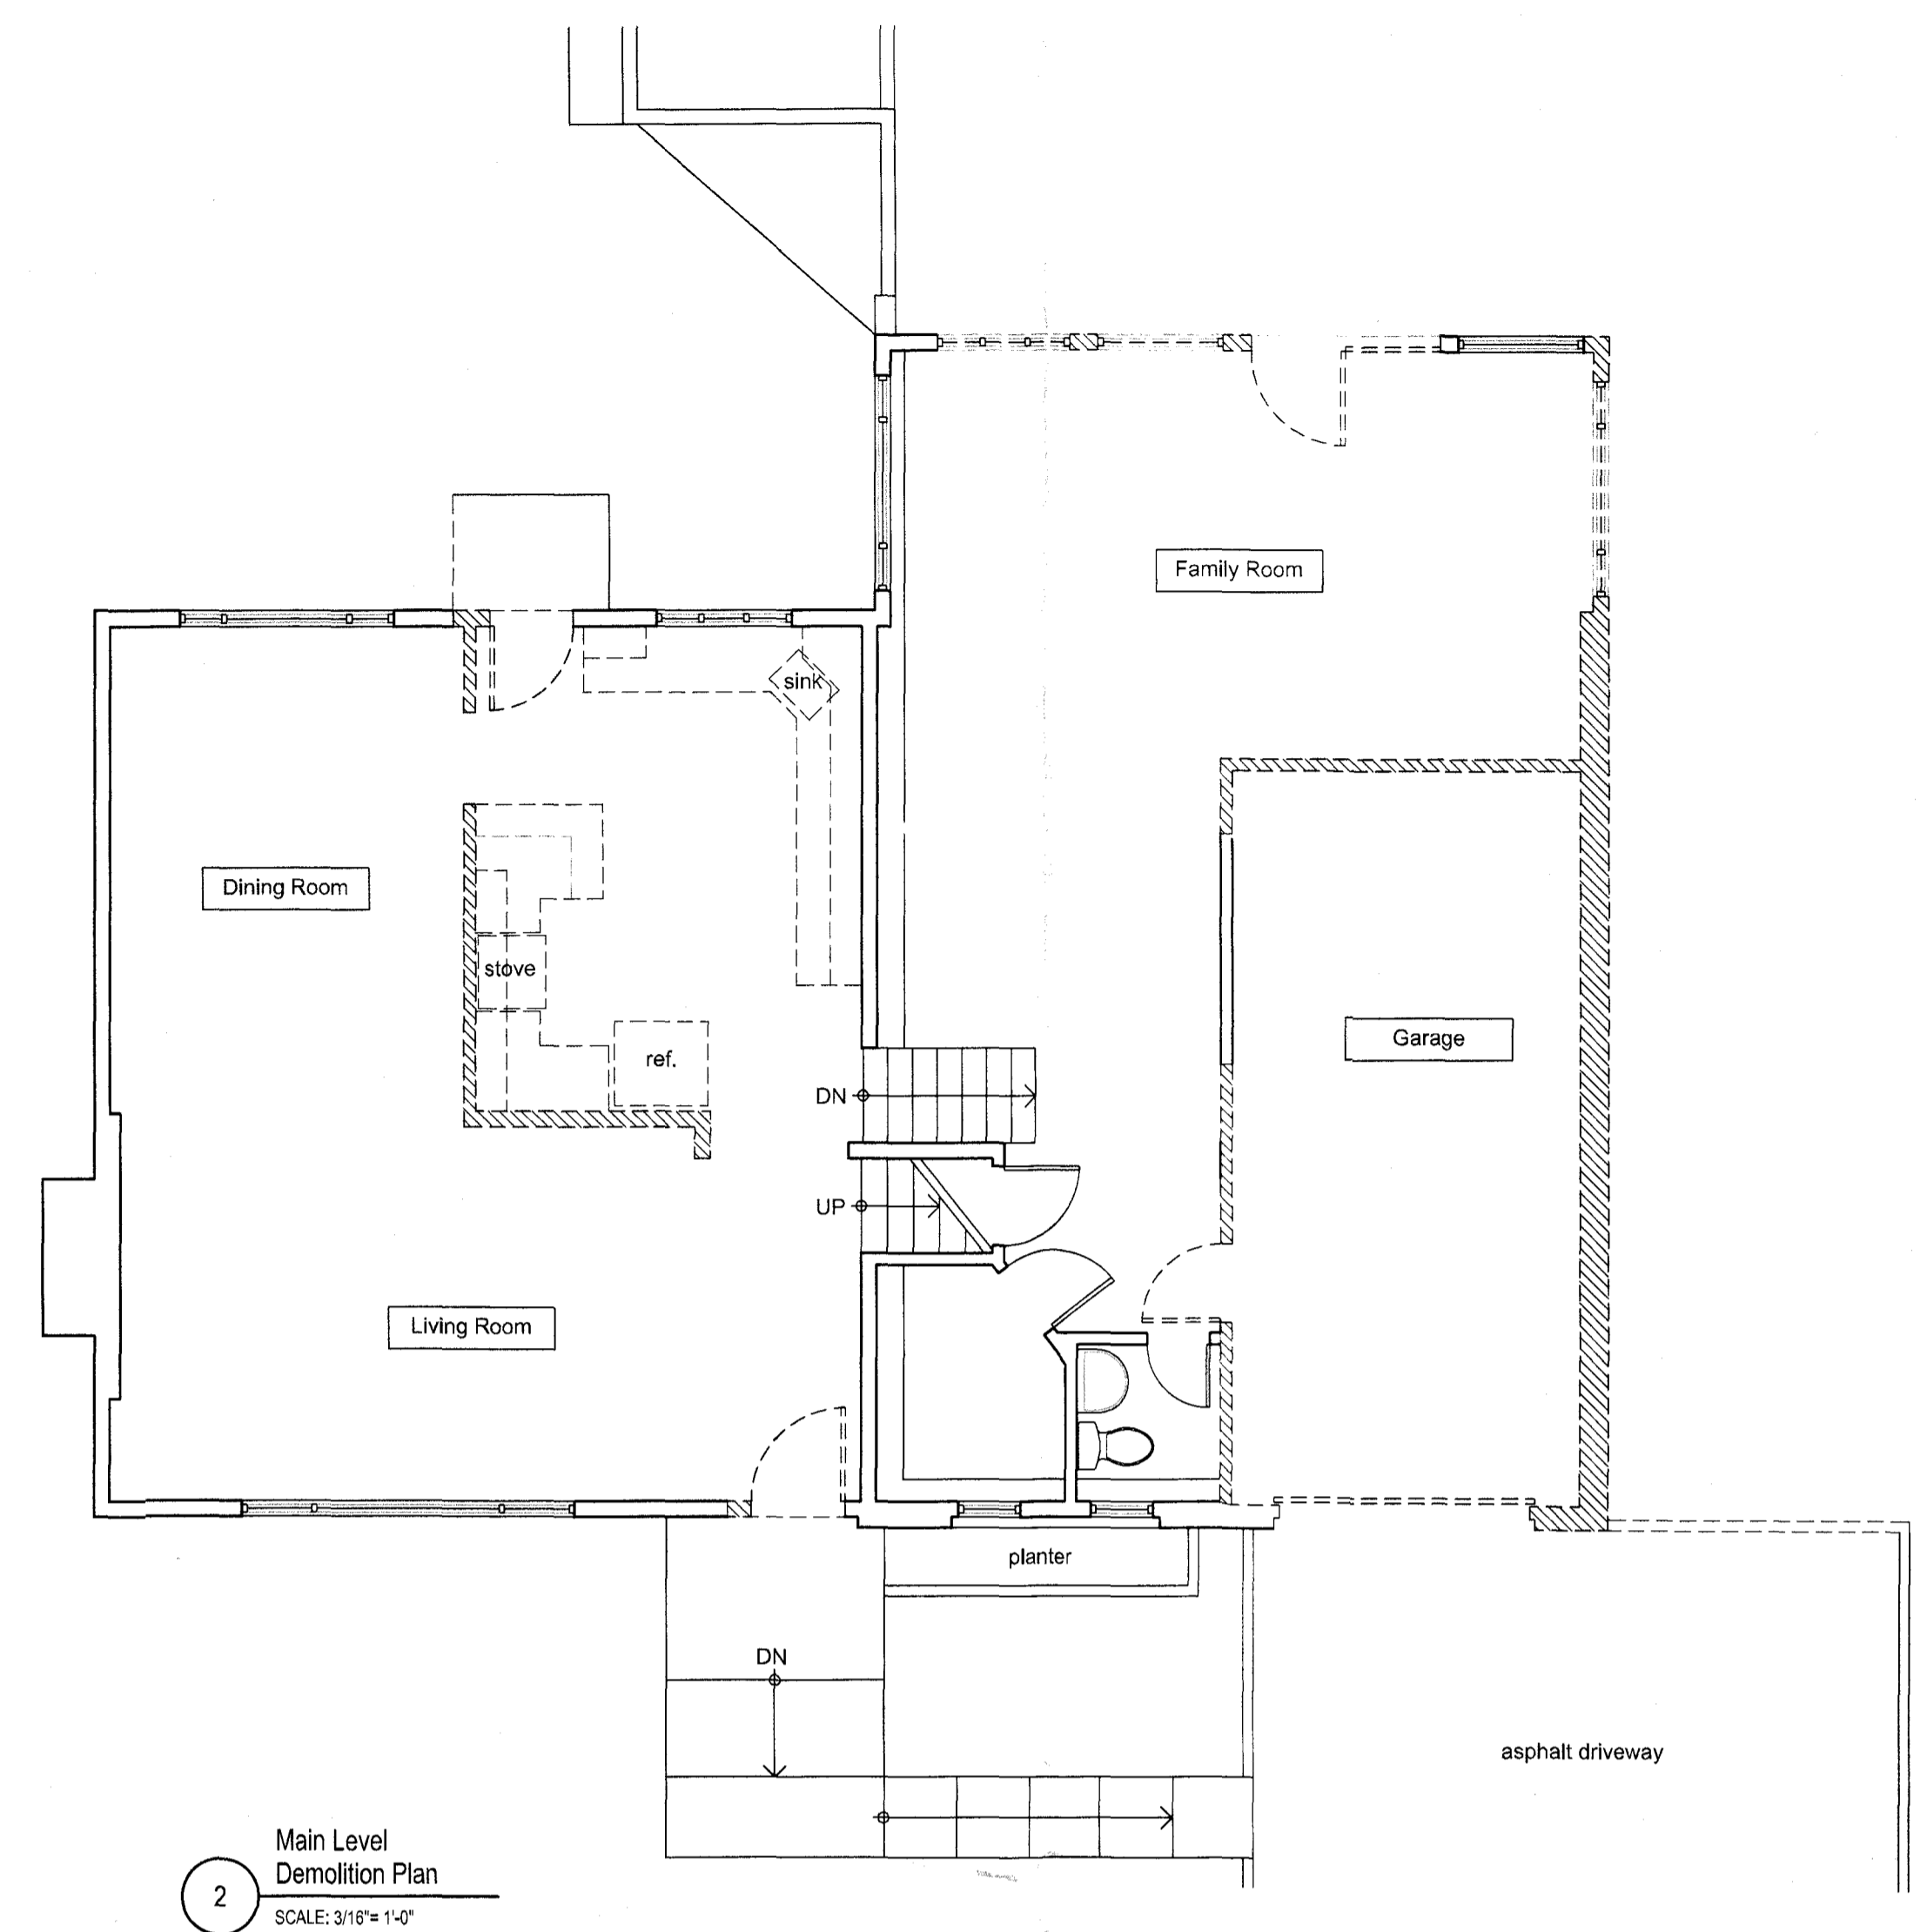 Family Room
sink
Dining Room
stove
ref.
Garage
DN
UP
Living Room
planter
DN
asphalt driveway
Main Level
Demolition Plan
2
SCALE: 3/16"= 1'-0"